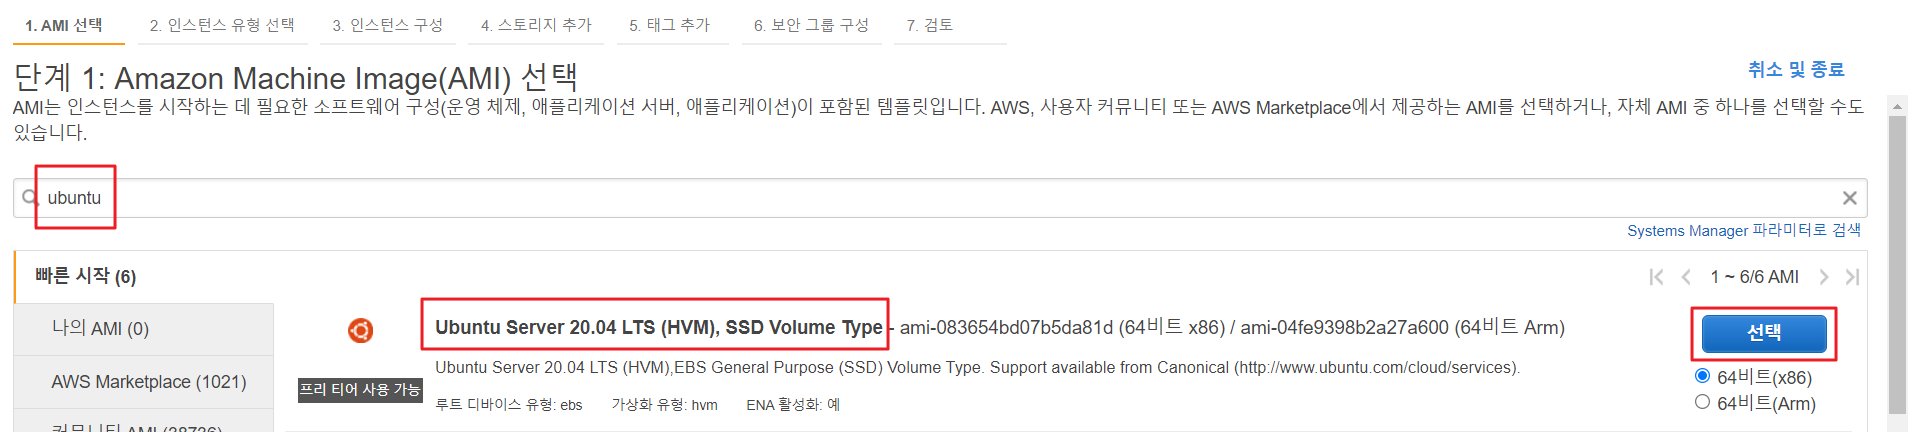 1. AMI 선택
2. 인스턴스 유형 선택
3. 인스턴스 구성
4. 스토리지 추가
5. 태그 추가
6. 보안 그룹 구성
7. 검토
단계 1: Amazon Machine Image(AMI) 선택
취소 및 종료
AMI는 인스턴스를 시작하는 데 필요한 소프트웨어 구성(운영 체제, 애플리케이션 서버, 애플리케이션)이 포함된 템플릿입니다. AWS, 사용자 커뮤니티 또는 AWS Marketplace에서 제공하는 AMI를 선택하거나, 자체 AMI 중 하나를 선택할 수도
있습니다.
ubuntu
Systems Manager 파라미터로 검색
빠른 시작 (6)
1 ~ 6/6 AMI
나의 AMI (0)
AWS Marketplace (1021)
커뮤니티 AMI (38736)
Ubuntu Server 20.04 LTS (HVM), SSD Volume Type - ami-083654bd07b5da81d (64비트 x86) / ami-04fe9398b2a27a600 (64비트 Arm)
선택
프리 티어 사용 가능
Ubuntu Server 20.04 LTS (HVM),EBS General Purpose (SSD) Volume Type. Support available from Canonical (http://www.ubuntu.com/cloud/services).
64비트(x86)
루트 디바이스 유형: ebs 가상화 유형: hvm ENA 활성화: 예
64비트(Arm)